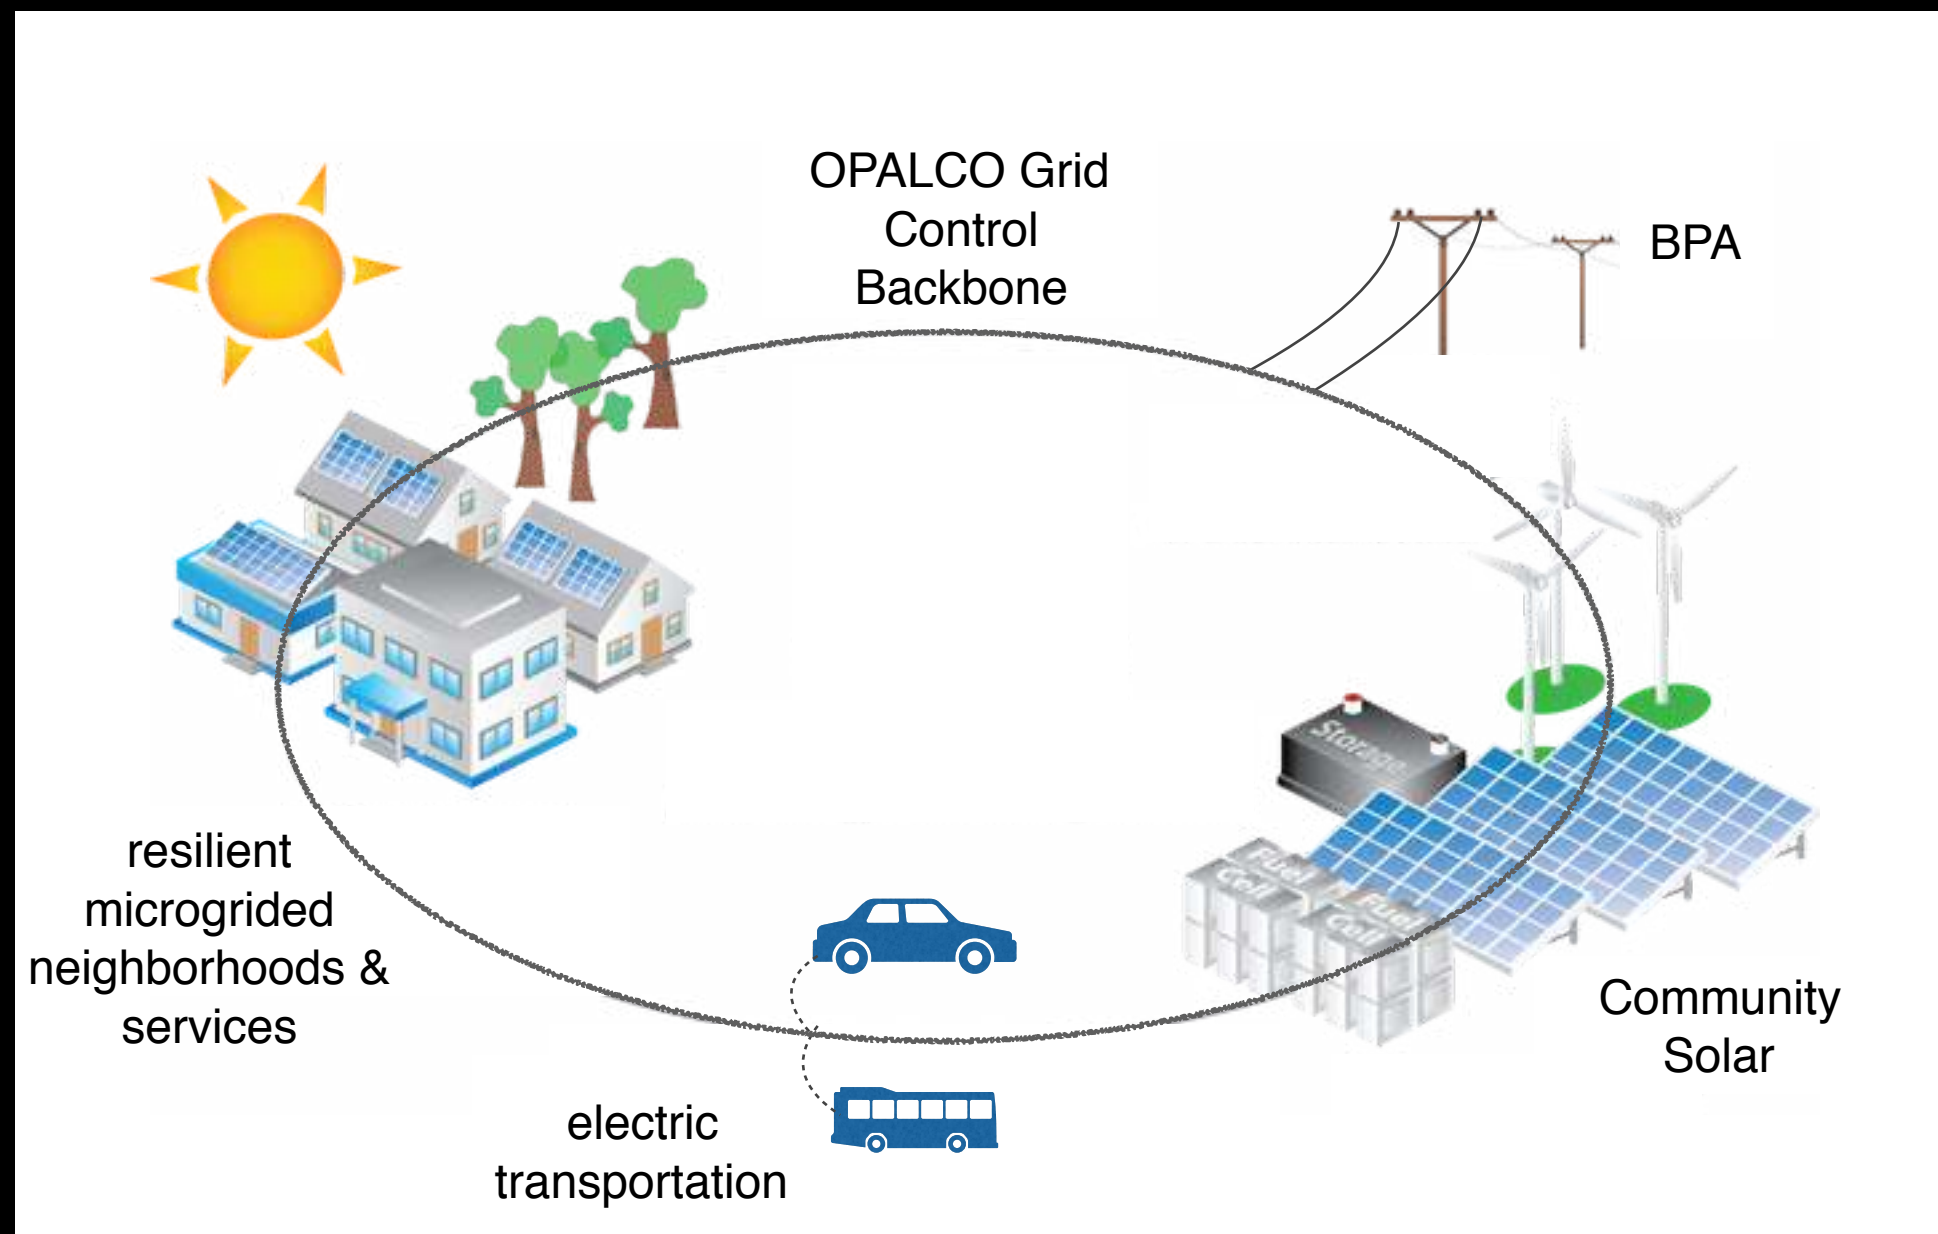 OPALCO Grid
Control
Backbone
BPA
Storage
Fuel
Cell
Fuel
Cell
resilient
microgrided
neighborhoods &
services
Community
Solar
electric
transportation